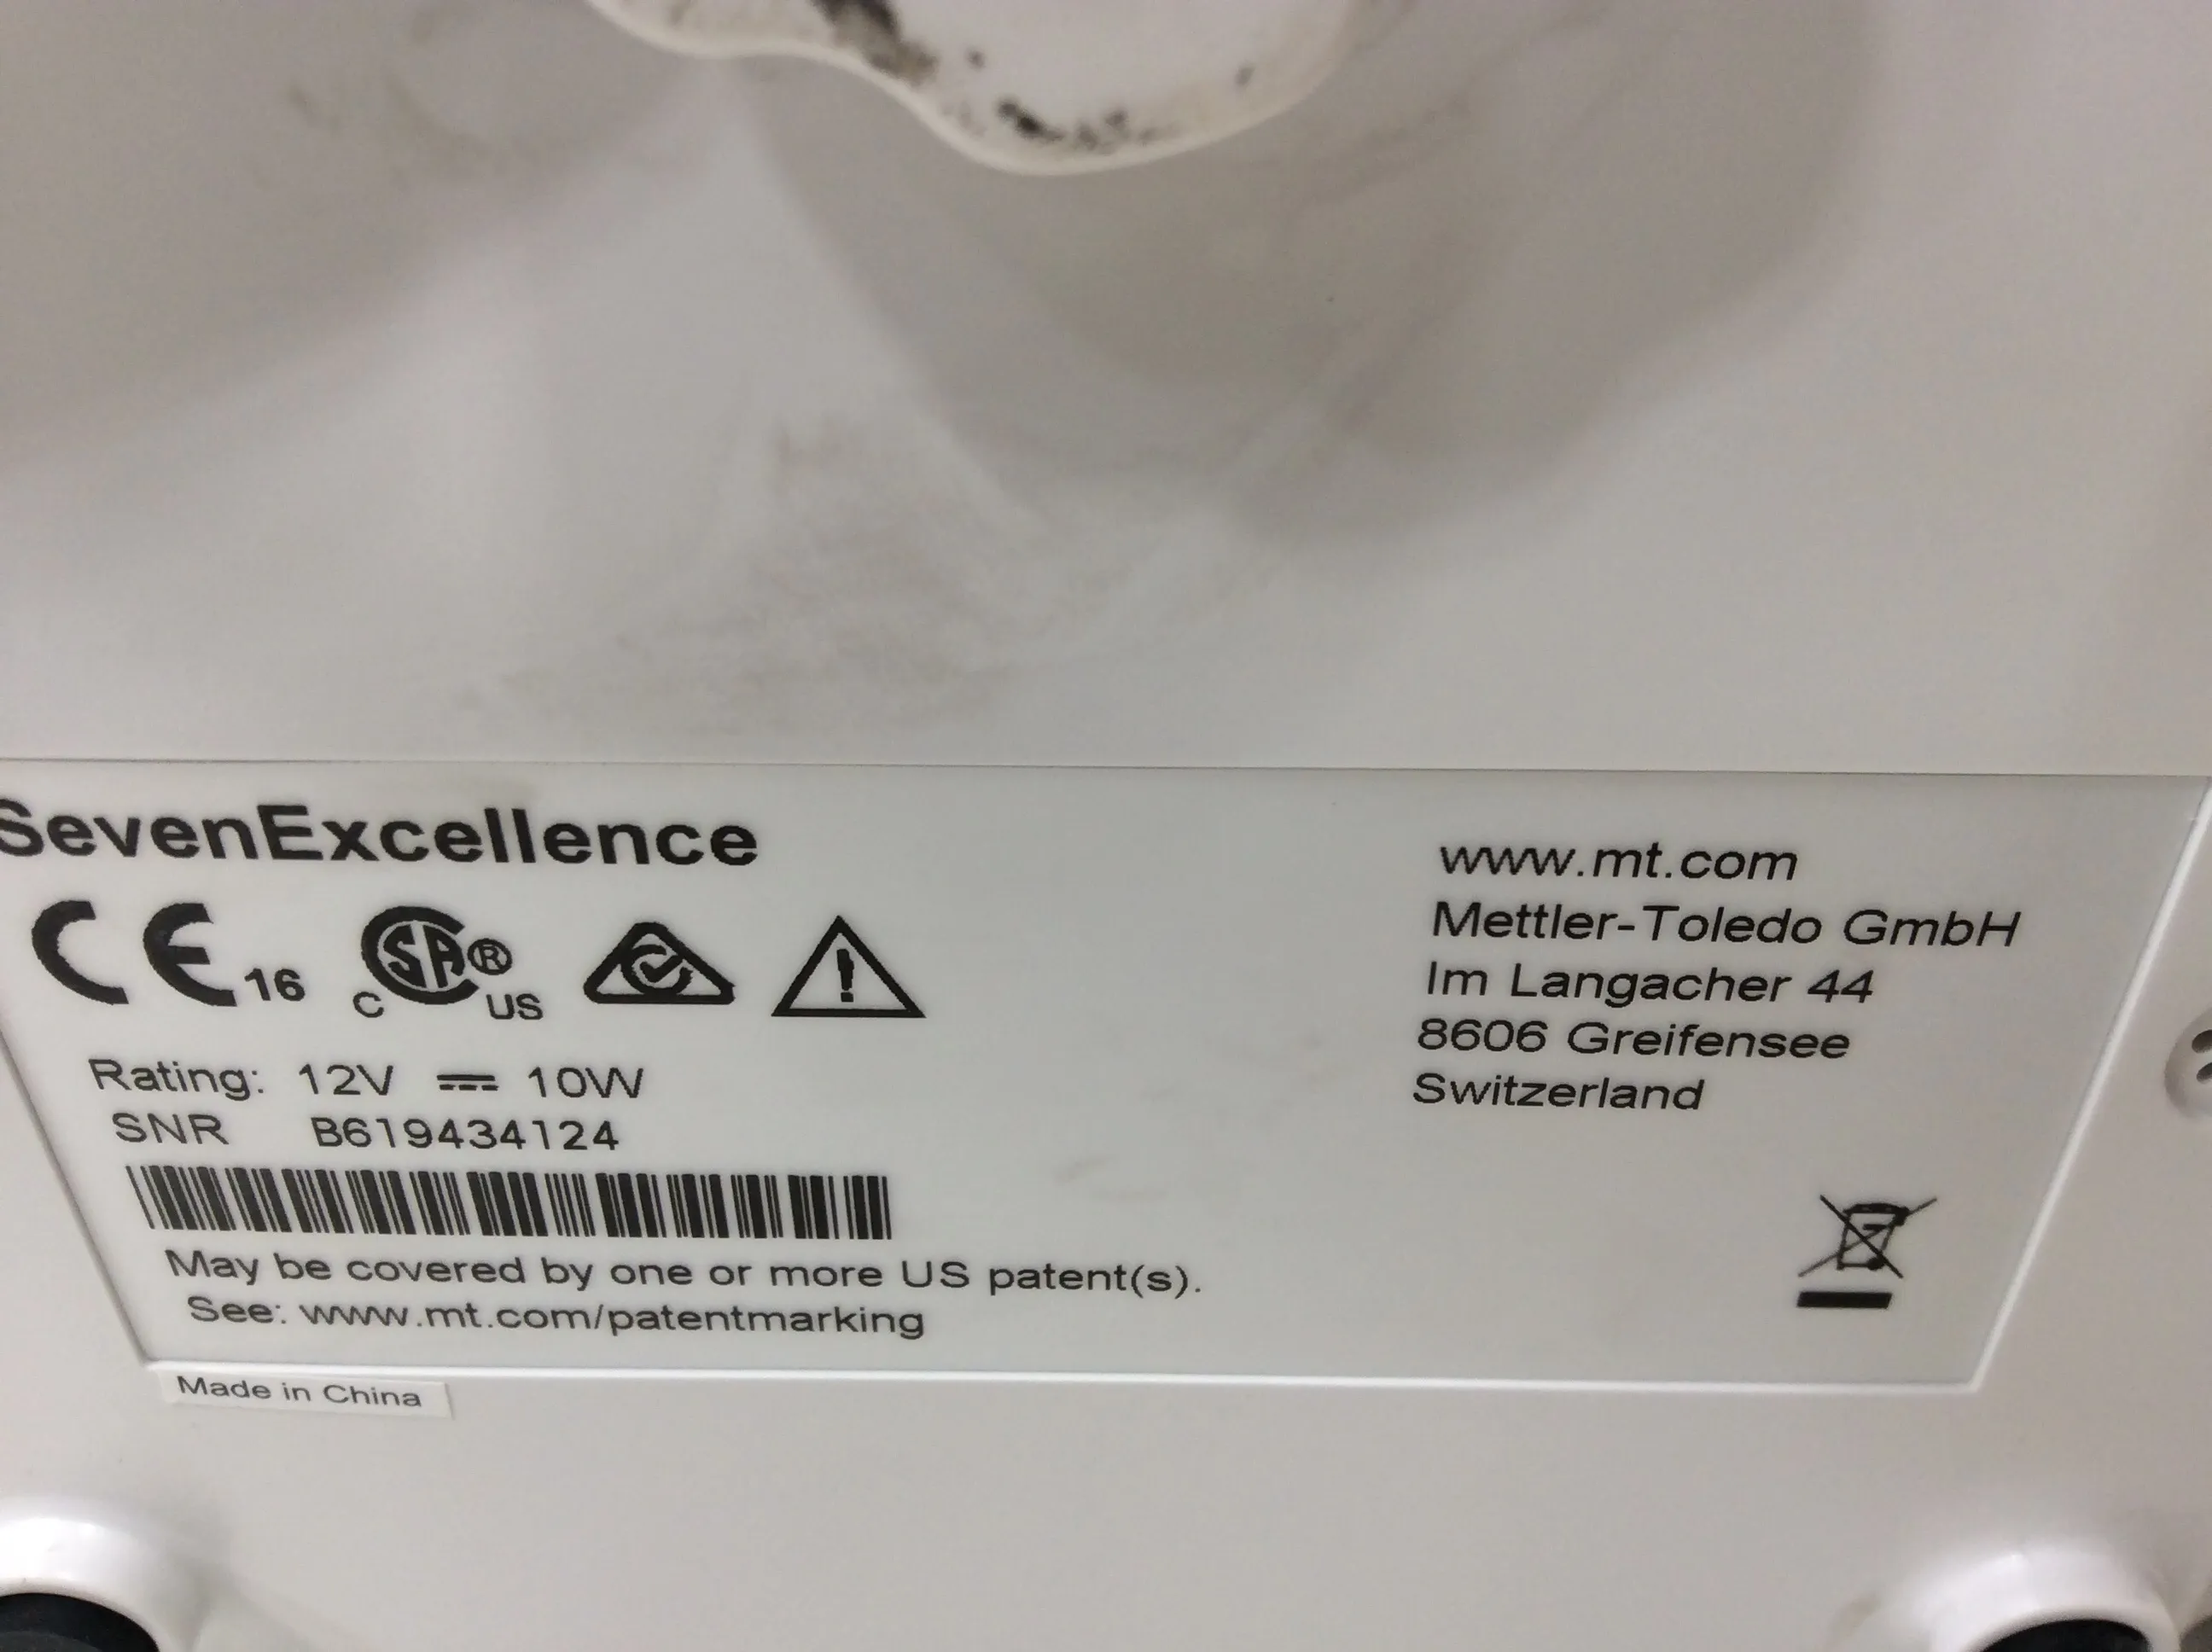 SevenExcellence
CE 16 C SA ® US
Rating: 12V 10W
SNR B619434124
May be covered by one or more US patent(s).
See: www.mt.com/patentmarking
www.mt.com
Mettler-Toledo GmbH
Im Langacher 44
8606 Greifensee
Switzerland
Made in China